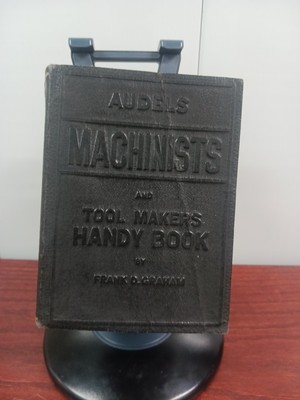 AUDELS
MACHINISTS
AND
TOOL MAKERS
HANDY BOOK
BY
FRANK D. GRAHAM